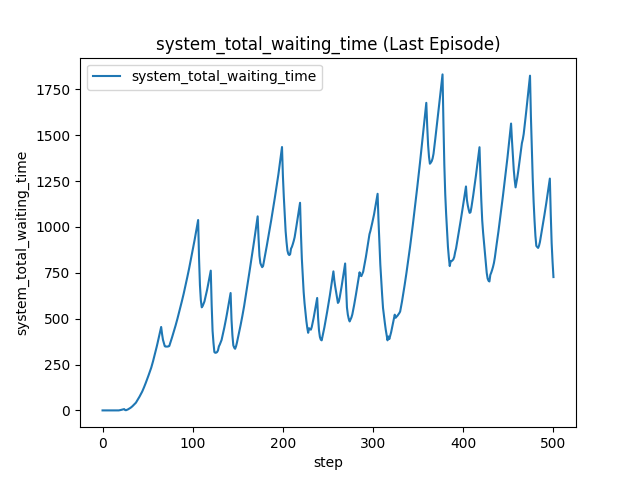 system_total_waiting_time (Last Episode)
system_total_waiting_time
system_total_waiting_time
1750
1500
1250
1000
750
500
250
0
0 100 200 300 400 500
step